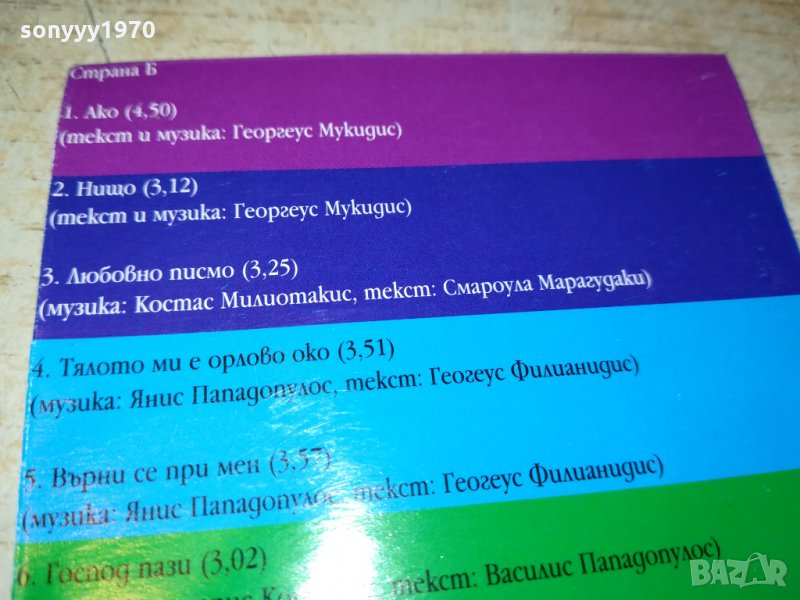 sonyyy1970
Страна Б
1. Ако (4,50)
(текст и музика: Георгеус Мукидис)
2. Нищо (3,12)
(текст и музика: Георгеус Мукидис)
3. Любовно писмо (3,25)
(музика: Костас Милиотакис, текст: Смароула Марагудаки)
4. Тялото ми е орлово око (3,51)
(музика: Янис Пападопулос, текст: Геогеус Филианидис)
5. Върни се при мен (3,57)
(музика: Янис Пападопулос, текст: Геогеус Филианидис)
6. Господ пази (3,02)
текст: Василис Пападопулос)
BAZAR